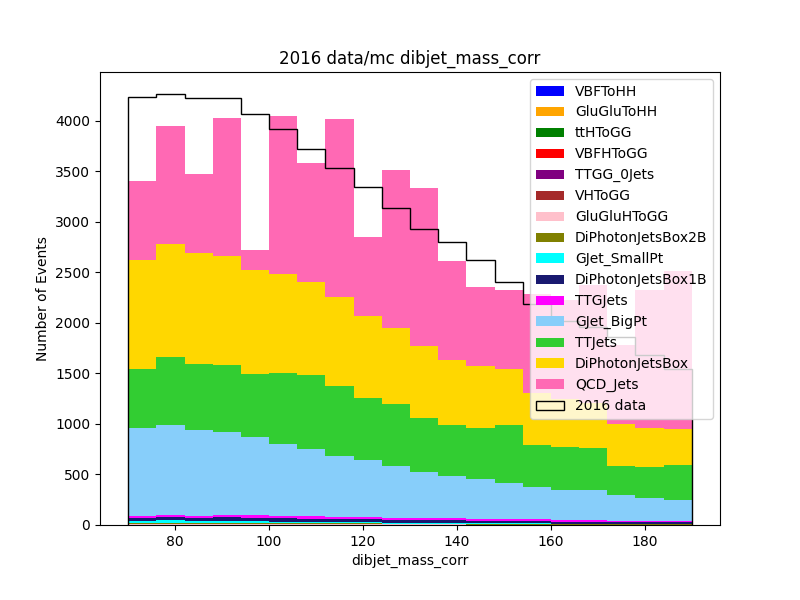 2016 data/mc dibjet_mass_corr
Number of Events
4000
3500
3000
2500
2000
1500
1000
500
0
80
100
120
140
160
180
dibjet_mass_corr
VBFToHH
GluGluToHH
ttHToGG
VBFHToGG
TTGG_0Jets
VHToGG
GluGluHToGG
DiPhotonJetsBox2B
GJet_SmallPt
DiPhotonJetsBox1B
TTGJets
GJet_BigPt
TTJets
DiPhotonJetsBox
QCD_Jets
2016 data